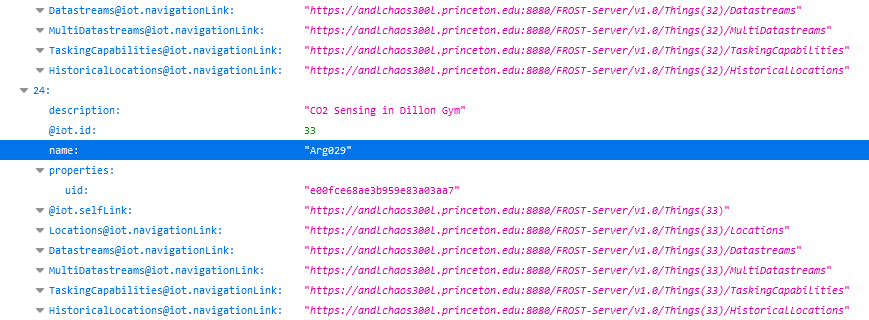 Datastreams@iot.navigationLink: "https://andlchaos300l.princeton.edu:8080/FROST-Server/v1.0/Things(32)/Datastreams"
MultiDatastreams@iot.navigationLink: "https://andlchaos300l.princeton.edu:8080/FROST-Server/v1.0/Things(32)/MultiDatastreams"
TaskingCapabilities@iot.navigationLink: "https://andlchaos300l.princeton.edu:8080/FROST-Server/v1.0/Things(32)/TaskingCapabilities"
HistoricalLocations@iot.navigationLink: "https://andlchaos300l.princeton.edu:8080/FROST-Server/v1.0/Things(32)/HistoricalLocations"
24:
description: "CO2 Sensing in Dillon Gym"
@iot.id: 33
name: "Arg029"
properties:
uid: "e00fce68ae3b959e83a03aa7"
@iot.selfLink: "https://andlchaos300l.princeton.edu:8080/FROST-Server/v1.0/Things(33)"
Locations@iot.navigationLink: "https://andlchaos300l.princeton.edu:8080/FROST-Server/v1.0/Things(33)/Locations"
Datastreams@iot.navigationLink: "https://andlchaos300l.princeton.edu:8080/FROST-Server/v1.0/Things(33)/Datastreams"
MultiDatastreams@iot.navigationLink: "https://andlchaos300l.princeton.edu:8080/FROST-Server/v1.0/Things(33)/MultiDatastreams"
TaskingCapabilities@iot.navigationLink: "https://andlchaos300l.princeton.edu:8080/FROST-Server/v1.0/Things(33)/TaskingCapabilities"
HistoricalLocations@iot.navigationLink: "https://andlchaos300l.princeton.edu:8080/FROST-Server/v1.0/Things(33)/HistoricalLocations"